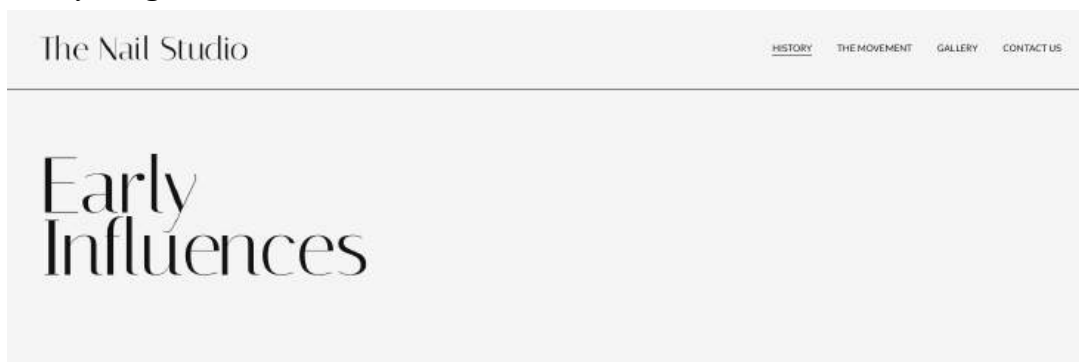 The Nail Studio
HISTORY THE MOVEMENT GALLERY CONTACT US
Early
Influences